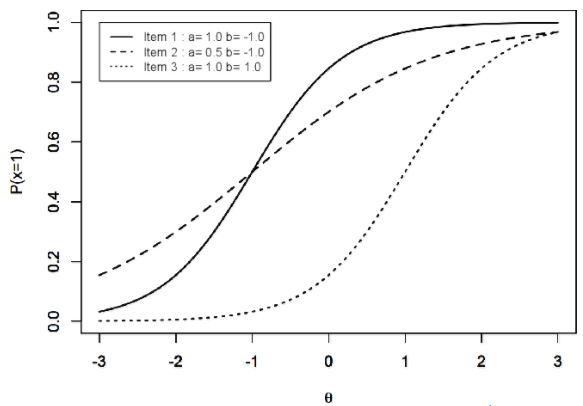 Item 1 : a= 1.0 b= -1.0
Item 2 : a= 0.5 b= -1.0
Item 3 : a= 1.0 b= 1.0
P(x=1)
1.0
0.8
0.6
0.4
0.2
0.0
-3 -2 -1 0 1 2 3
θ